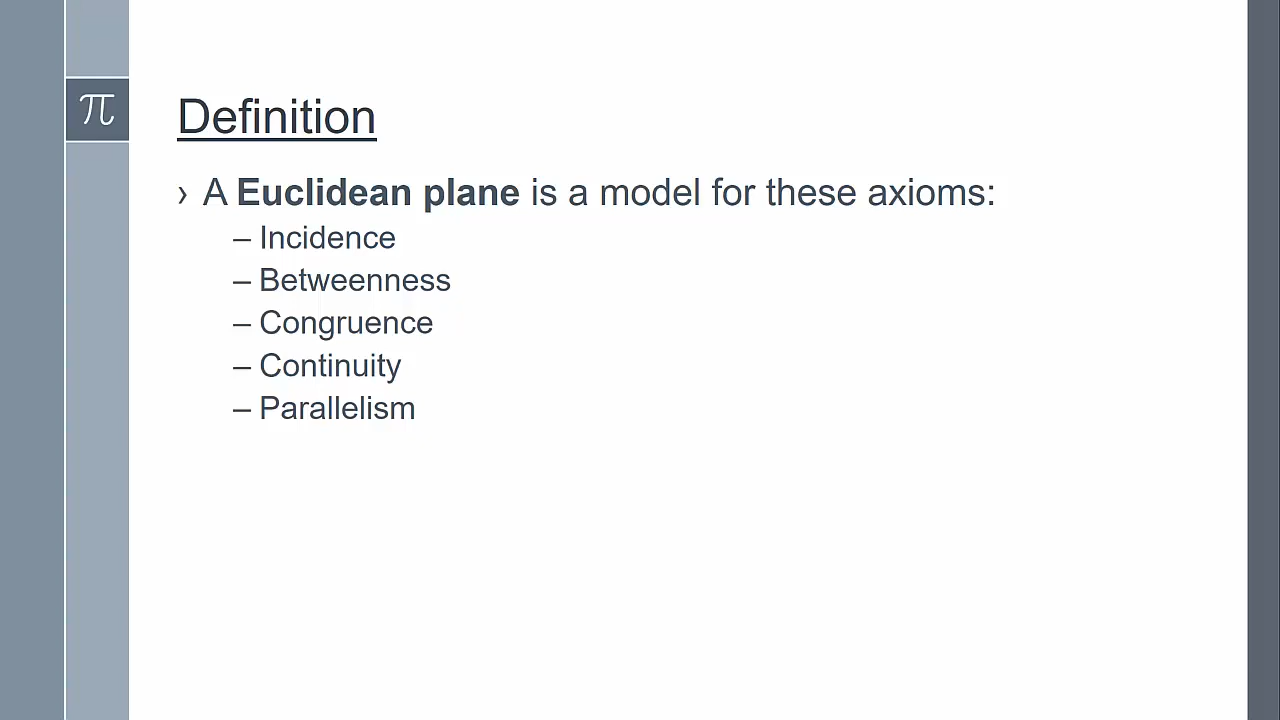 π
Definition
› A Euclidean plane is a model for these axioms:
– Incidence
– Betweenness
– Congruence
– Continuity
– Parallelism